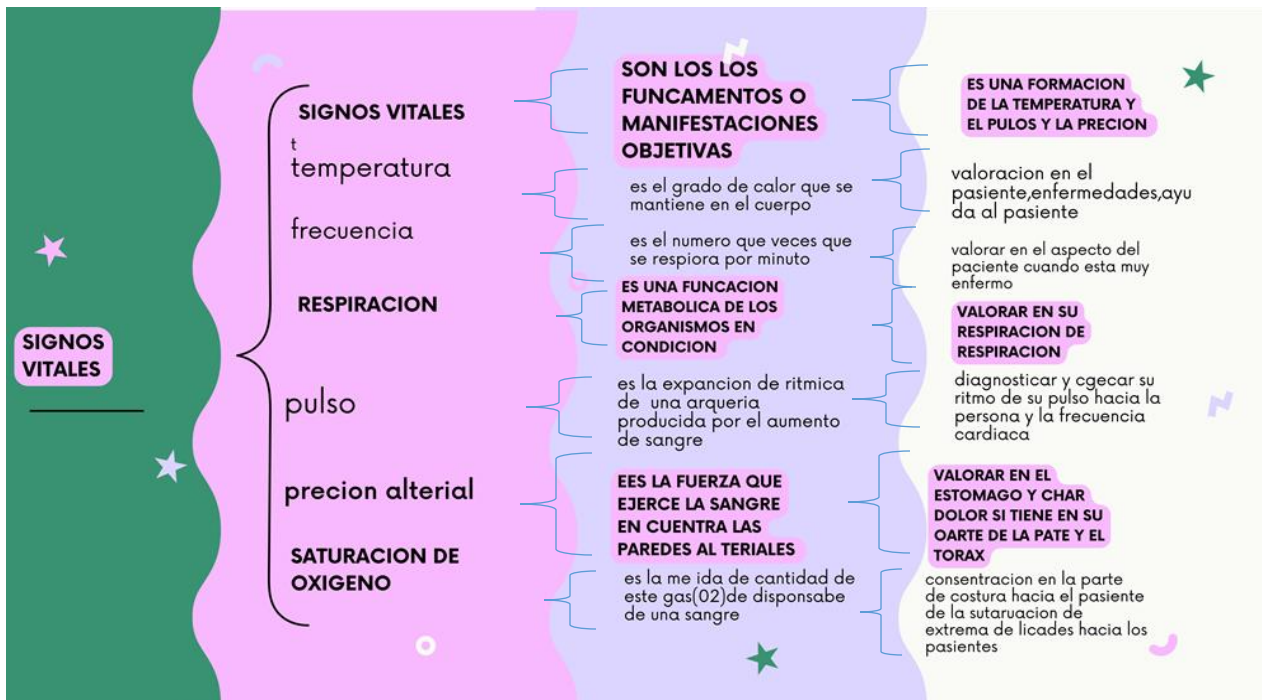 SIGNOS
VITALES
SIGNOS VITALES
SON LOS LOS
FUNCAMENTOS O
MANIFESTACIONES
OBJETIVAS
ES UNA FORMACION
DE LA TEMPERATURA Y
EL PULOS Y LA PRECION
t
temperatura
es el grado de calor que se
mantiene en el cuerpo
valoracion en el
pasiente,enfermedades,ayu
da al pasiente
frecuencia
es el numero que veces que
se respiora por minuto
valorar en el aspecto del
paciente cuando esta muy
enfermo
RESPIRACION
ES UNA FUNCACION
METABOLICA DE LOS
ORGANISMOS EN
CONDICION
VALORAR EN SU
RESPIRACION DE
RESPIRACION
pulso
es la expancion de ritmica
de una arqueria
producida por el aumento
de sangre
diagnosticar y cgecar su
ritmo de su pulso hacia la
persona y la frecuencia
cardiaca
precion alterial
EES LA FUERZA QUE
EJERCE LA SANGRE
EN CUENTRA LAS
PAREDES AL TERIALES
VALORAR EN EL
ESTOMAGO Y CHAR
DOLOR SI TIENE EN SU
OARTE DE LA PATE Y EL
TORAX
SATURACION DE
OXIGENO
es la me ida de cantidad de
este gas(02)de disponsabe
de una sangre
consentracion en la parte
de costura hacia el pasiente
de la sutaruacion de
extrema de licades hacia los
pasientes